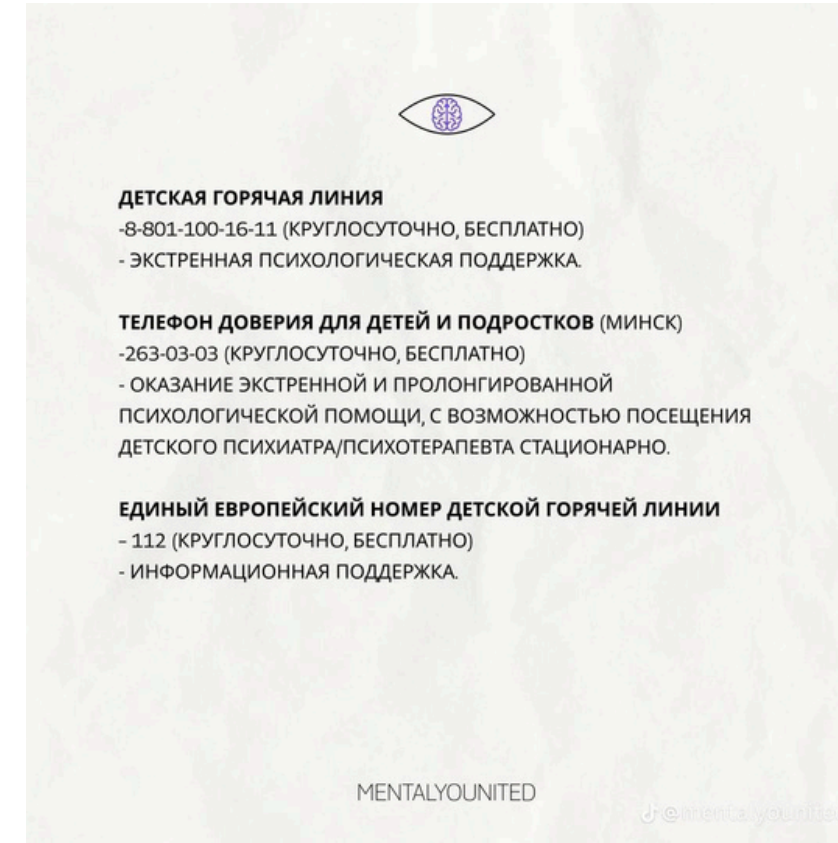 ДЕТСКАЯ ГОРЯЧАЯ ЛИНИЯ
-8-801-100-16-11 (КРУГЛОСУТОЧНО, БЕСПЛАТНО)
- ЭКСТРЕННАЯ ПСИХОЛОГИЧЕСКАЯ ПОДДЕРЖКА.
ТЕЛЕФОН ДОВЕРИЯ ДЛЯ ДЕТЕЙ И ПОДРОСТКОВ (МИНСК)
-263-03-03 (КРУГЛОСУТОЧНО, БЕСПЛАТНО)
- ОКАЗАНИЕ ЭКСТРЕННОЙ И ПРОЛОНГИРОВАННОЙ
ПСИХОЛОГИЧЕСКОЙ ПОМОЩИ, С ВОЗМОЖНОСТЬЮ ПОСЕЩЕНИЯ
ДЕТСКОГО ПСИХИАТРА/ПСИХОТЕРАПЕВТА СТАЦИОНАРНО.
ЕДИНЫЙ ЕВРОПЕЙСКИЙ НОМЕР ДЕТСКОЙ ГОРЯЧЕЙ ЛИНИИ
– 112 (КРУГЛОСУТОЧНО, БЕСПЛАТНО)
- ИНФОРМАЦИОННАЯ ПОДДЕРЖКА.
MENTALYOUNITED